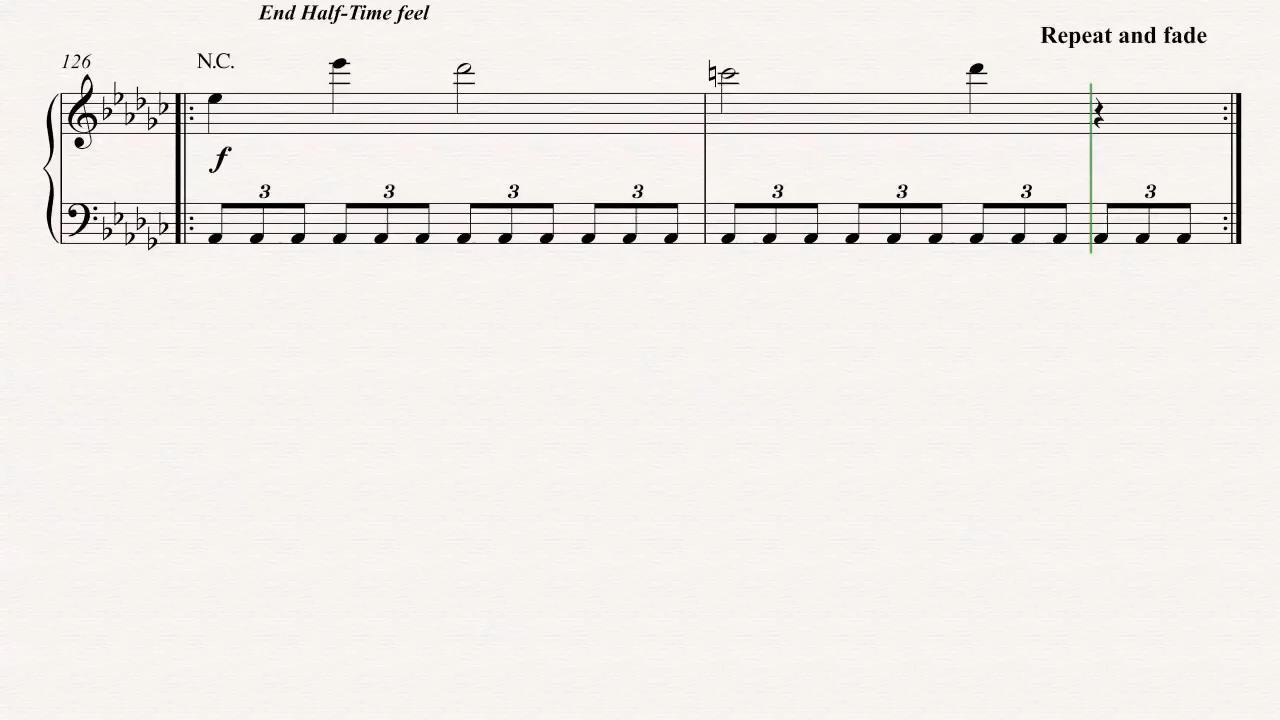 End Half-Time feel
Repeat and fade
126 N.C.
f
3 3 3 3 3 3 3 3